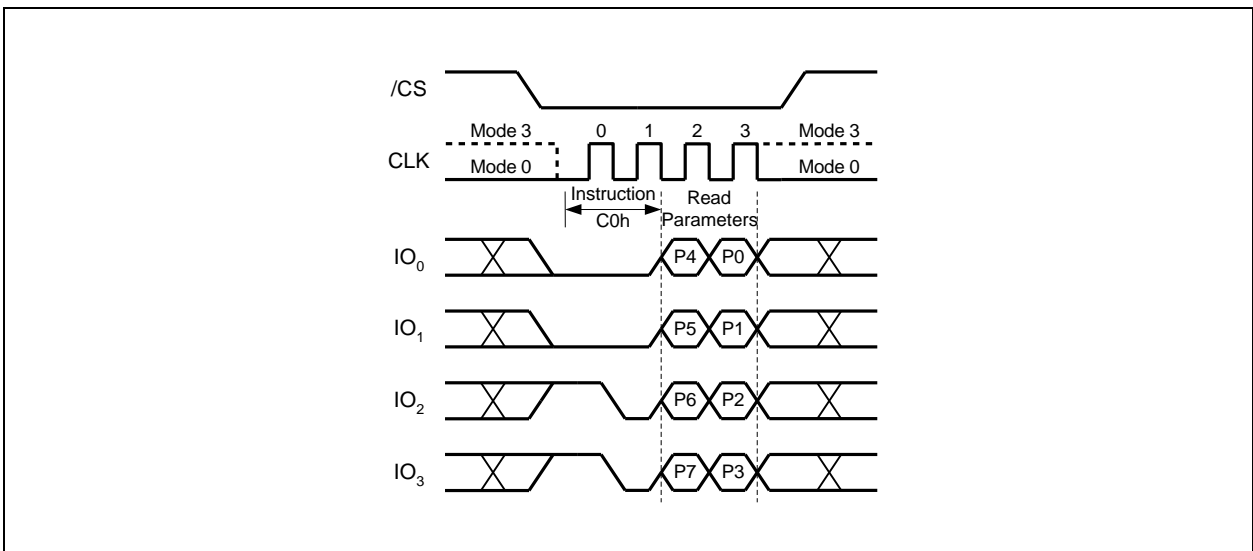 /CS
Mode 3 0 1 2 3 Mode 3
CLK
Mode 0 Mode 0
Instruction Read
C0h Parameters
IO0 P4 P0
IO1 P5 P1
IO2 P6 P2
IO3 P7 P3